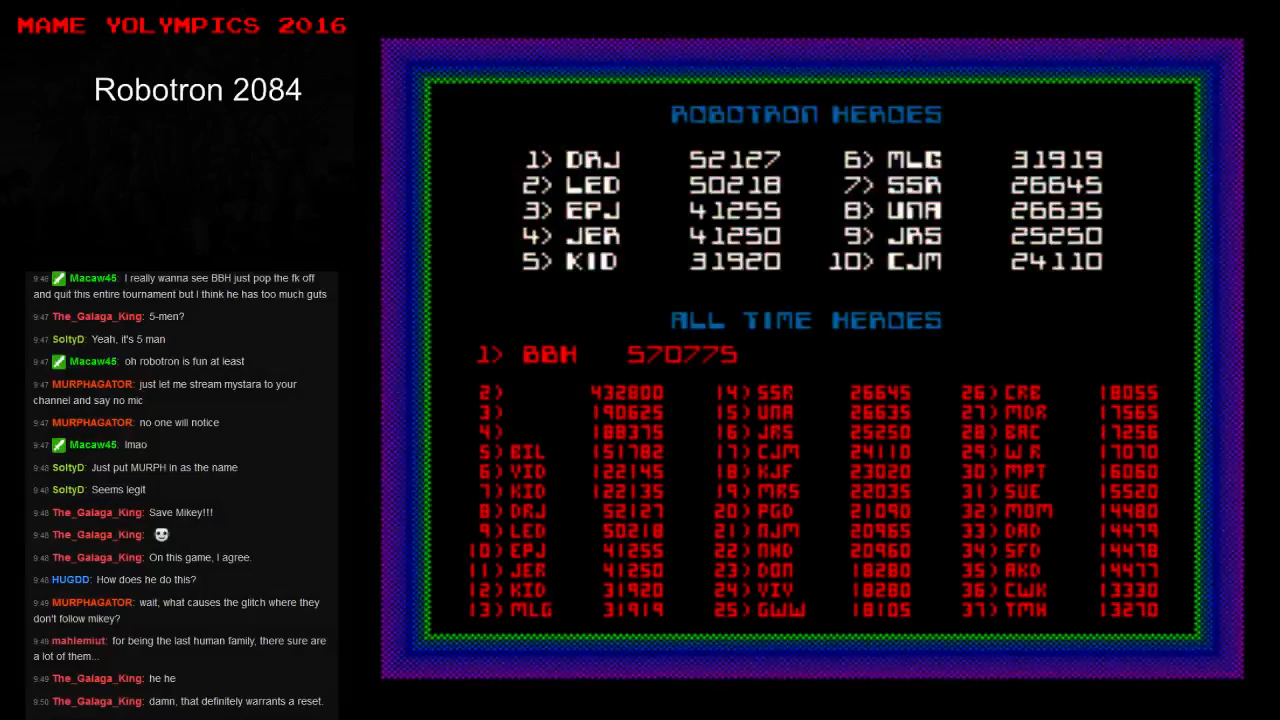 MAME YOLYMPICS 2016
Robotron 2084
9:46 Macaw45: I really wanna see BBH just pop the fk off
and quit this entire tournament but I think he has too much guts
9:47 The_Galaga_King: 5-men?
9:47 SoltyD: Yeah, it's 5 man
9:47 Macaw45: oh robotron is fun at least
9:47 MURPHAGATOR: just let me stream mystara to your
channel and say no mic
9:47 MURPHAGATOR: no one will notice
9:47 Macaw45: lmao
9:48 SoltyD: Just put MURPH in as the name
9:48 SoltyD: Seems legit
9:48 The_Galaga_King: Save Mikey!!!
9:48 The_Galaga_King:
9:48 The_Galaga_King: On this game, I agree.
9:48 HUGDD: How does he do this?
9:49 MURPHAGATOR: wait, what causes the glitch where they
don't follow mikey?
9:49 mahlemiut: for being the last human family, there sure are
a lot of them...
9:49 The_Galaga_King: he he
9:50 The_Galaga_King: damn, that definitely warrants a reset.
ROBOTRON HEROES
1) DRJ 52127 6) MLG 31919
2) LED 50218 7) SSR 26645
3) EPJ 41255 8) UNA 26635
4) JER 41250 9) JRS 25250
5) KID 31920 10) CJM 24110
ALL TIME HEROES
1) BBH 570775
2) 432800 14) SSR 26645 26) CRB 18055
3) 190625 15) UNA 26635 27) MDR 17565
4) 188375 16) JRS 25250 28) BAC 17256
5) BIL 151782 17) CJM 24110 29) W R 17070
6) VID 122145 18) KJF 23020 30) MPT 16060
7) KID 122135 19) MRS 22035 31) SUE 15520
8) DRJ 52127 20) PGD 21090 32) MOM 14480
9) LED 50218 21) NJM 20965 33) DAD 14479
10) EPJ 41255 22) NHD 20960 34) SFD 14478
11) JER 41250 23) DON 18280 35) AKD 14477
12) KID 31920 24) VIV 18280 36) CWK 13330
13) MLG 31919 25) GWW 18105 37) TMH 13270